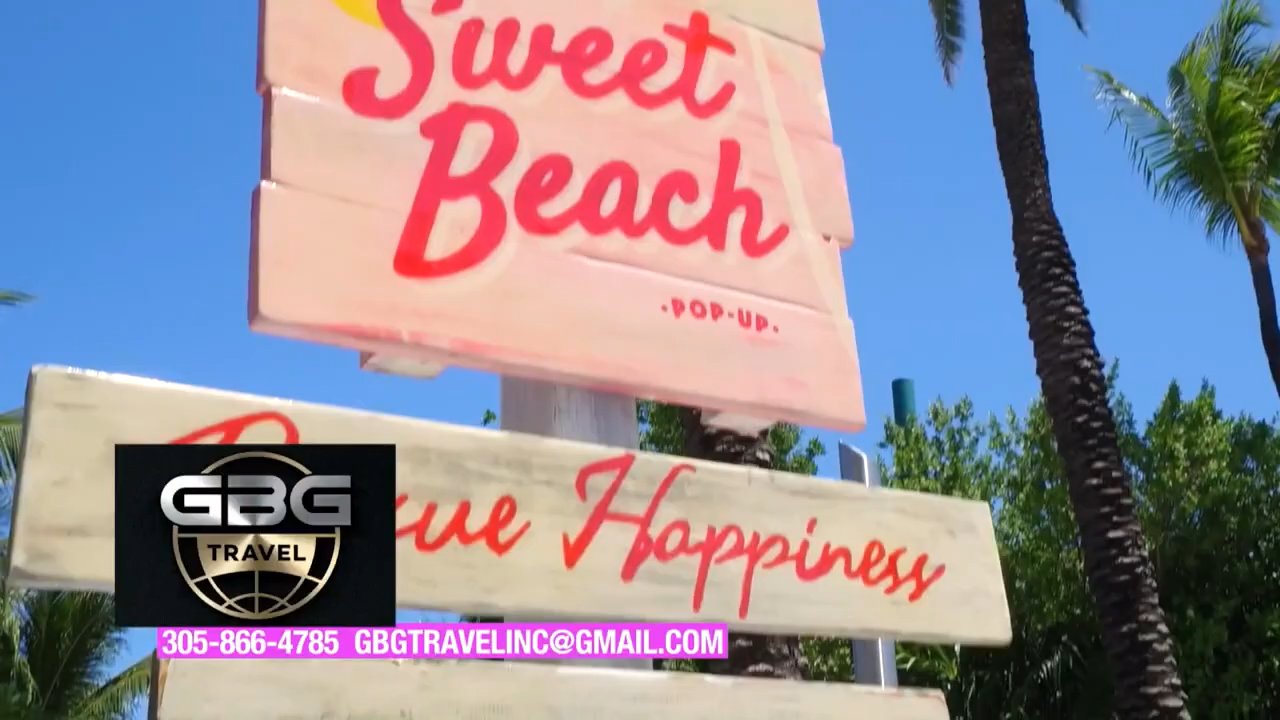 Sweet
Beach
·POP-UP·
Happiness
GBG
TRAVEL
305-866-4785 GBGTRAVELINC@GMAIL.COM